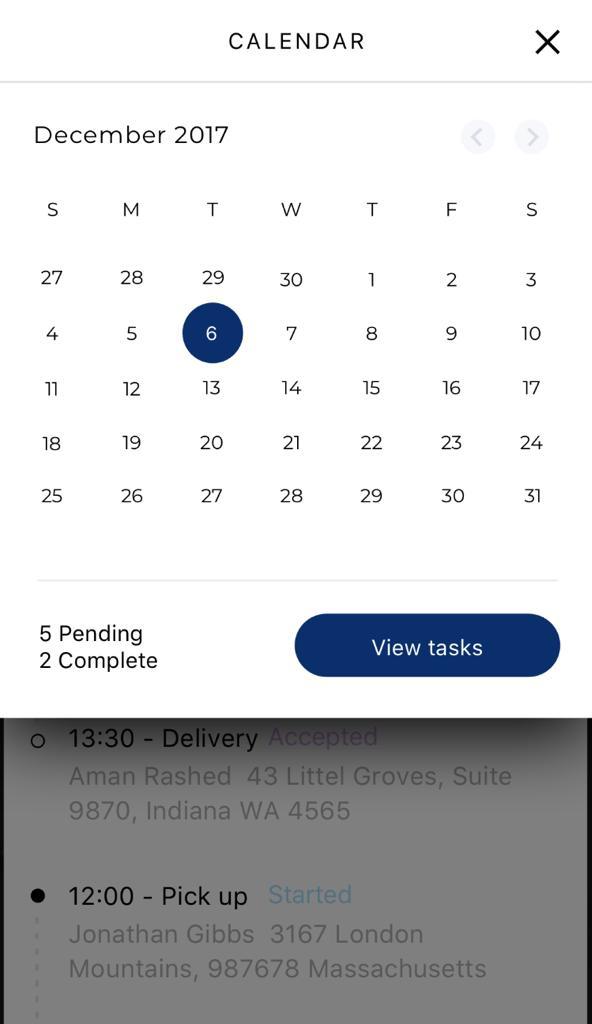 CALENDAR
December 2017
S M T W T F S
27 28 29 30 1 2 3
4 5 6 7 8 9 10
11 12 13 14 15 16 17
18 19 20 21 22 23 24
25 26 27 28 29 30 31
5 Pending
2 Complete
View tasks
13:30 - Delivery Accepted
Aman Rashed 43 Littel Groves, Suite
9870, Indiana WA 4565
12:00 - Pick up Started
Jonathan Gibbs 3167 London
Mountains, 987678 Massachusetts